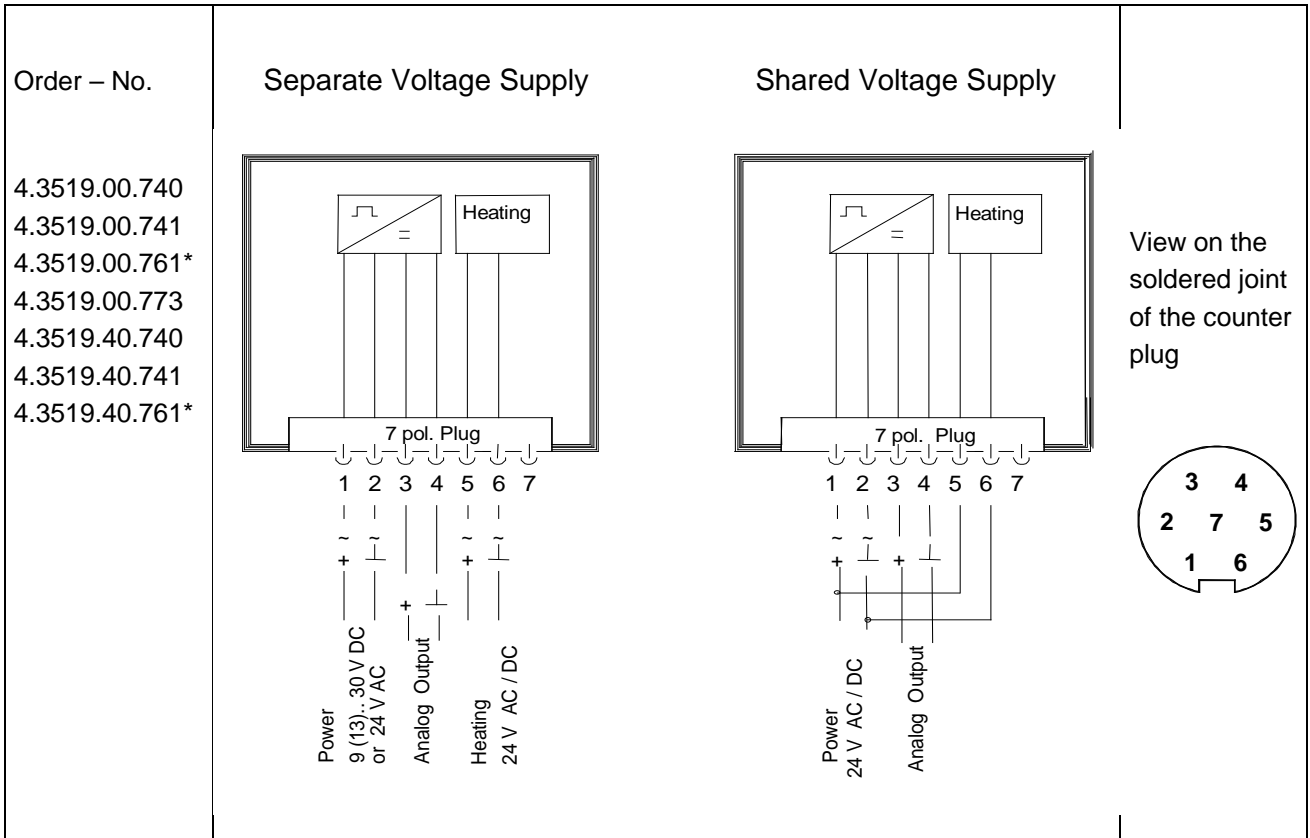 Order – No.
Separate Voltage Supply
Shared Voltage Supply
4.3519.00.740
4.3519.00.741
4.3519.00.761*
4.3519.00.773
4.3519.40.740
4.3519.40.741
4.3519.40.761*
Heating
=
7 pol. Plug
1 2 3 4 5 6 7
~ ~ ~ ~
+ +
+
Power
9 (13).. 30 V DC
or 24 V AC
Analog Output
Heating
24 V AC / DC
Heating
=
7 pol. Plug
1 2 3 4 5 6 7
~ ~
+ +
Power
24 V AC / DC
Analog Output
View on the
soldered joint
of the counter
plug
3 4
2 7 5
1 6